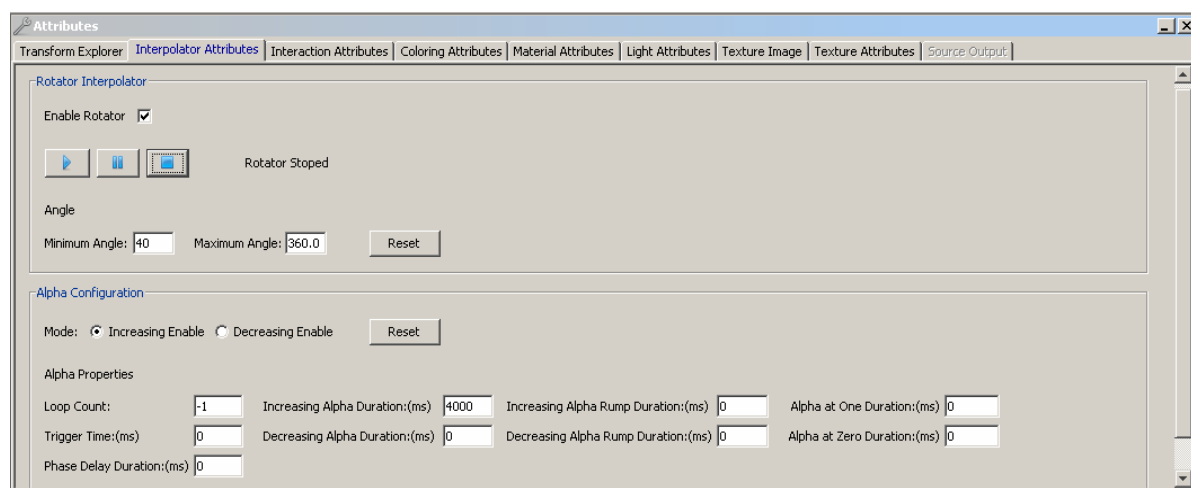 Attributes
Transform Explorer Interpolator Attributes Interaction Attributes Coloring Attributes Material Attributes Light Attributes Texture Image Texture Attributes Source Output
Rotator Interpolator
Enable Rotator
Rotator Stoped
Angle
Minimum Angle: 40 Maximum Angle: 360.0 Reset
Alpha Configuration
Mode: Increasing Enable Decreasing Enable Reset
Alpha Properties
Loop Count: -1 Increasing Alpha Duration:(ms) 4000 Increasing Alpha Rump Duration:(ms) 0 Alpha at One Duration:(ms) 0
Trigger Time:(ms) 0 Decreasing Alpha Duration:(ms) 0 Decreasing Alpha Rump Duration:(ms) 0 Alpha at Zero Duration:(ms) 0
Phase Delay Duration:(ms) 0